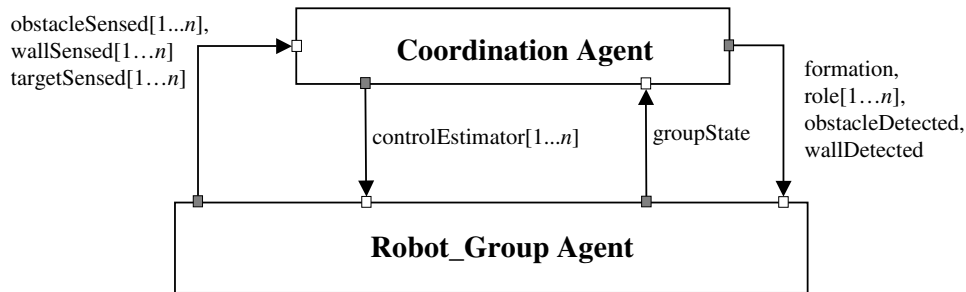 obstacleSensed[1...n],
wallSensed[1…n]
targetSensed[1…n]
Coordination Agent
formation,
role[1…n],
obstacleDetected,
wallDetected
controlEstimator[1...n]
groupState
Robot_Group Agent